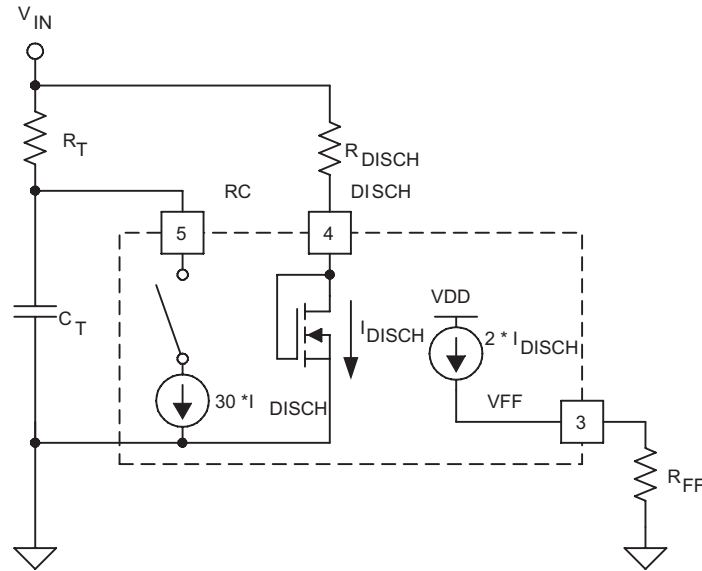 V IN
R T
R DISCH
RC
DISCH
5
4
C T
I DISCH
VDD
2 * I DISCH
30 *I DISCH
VFF
3
R FF